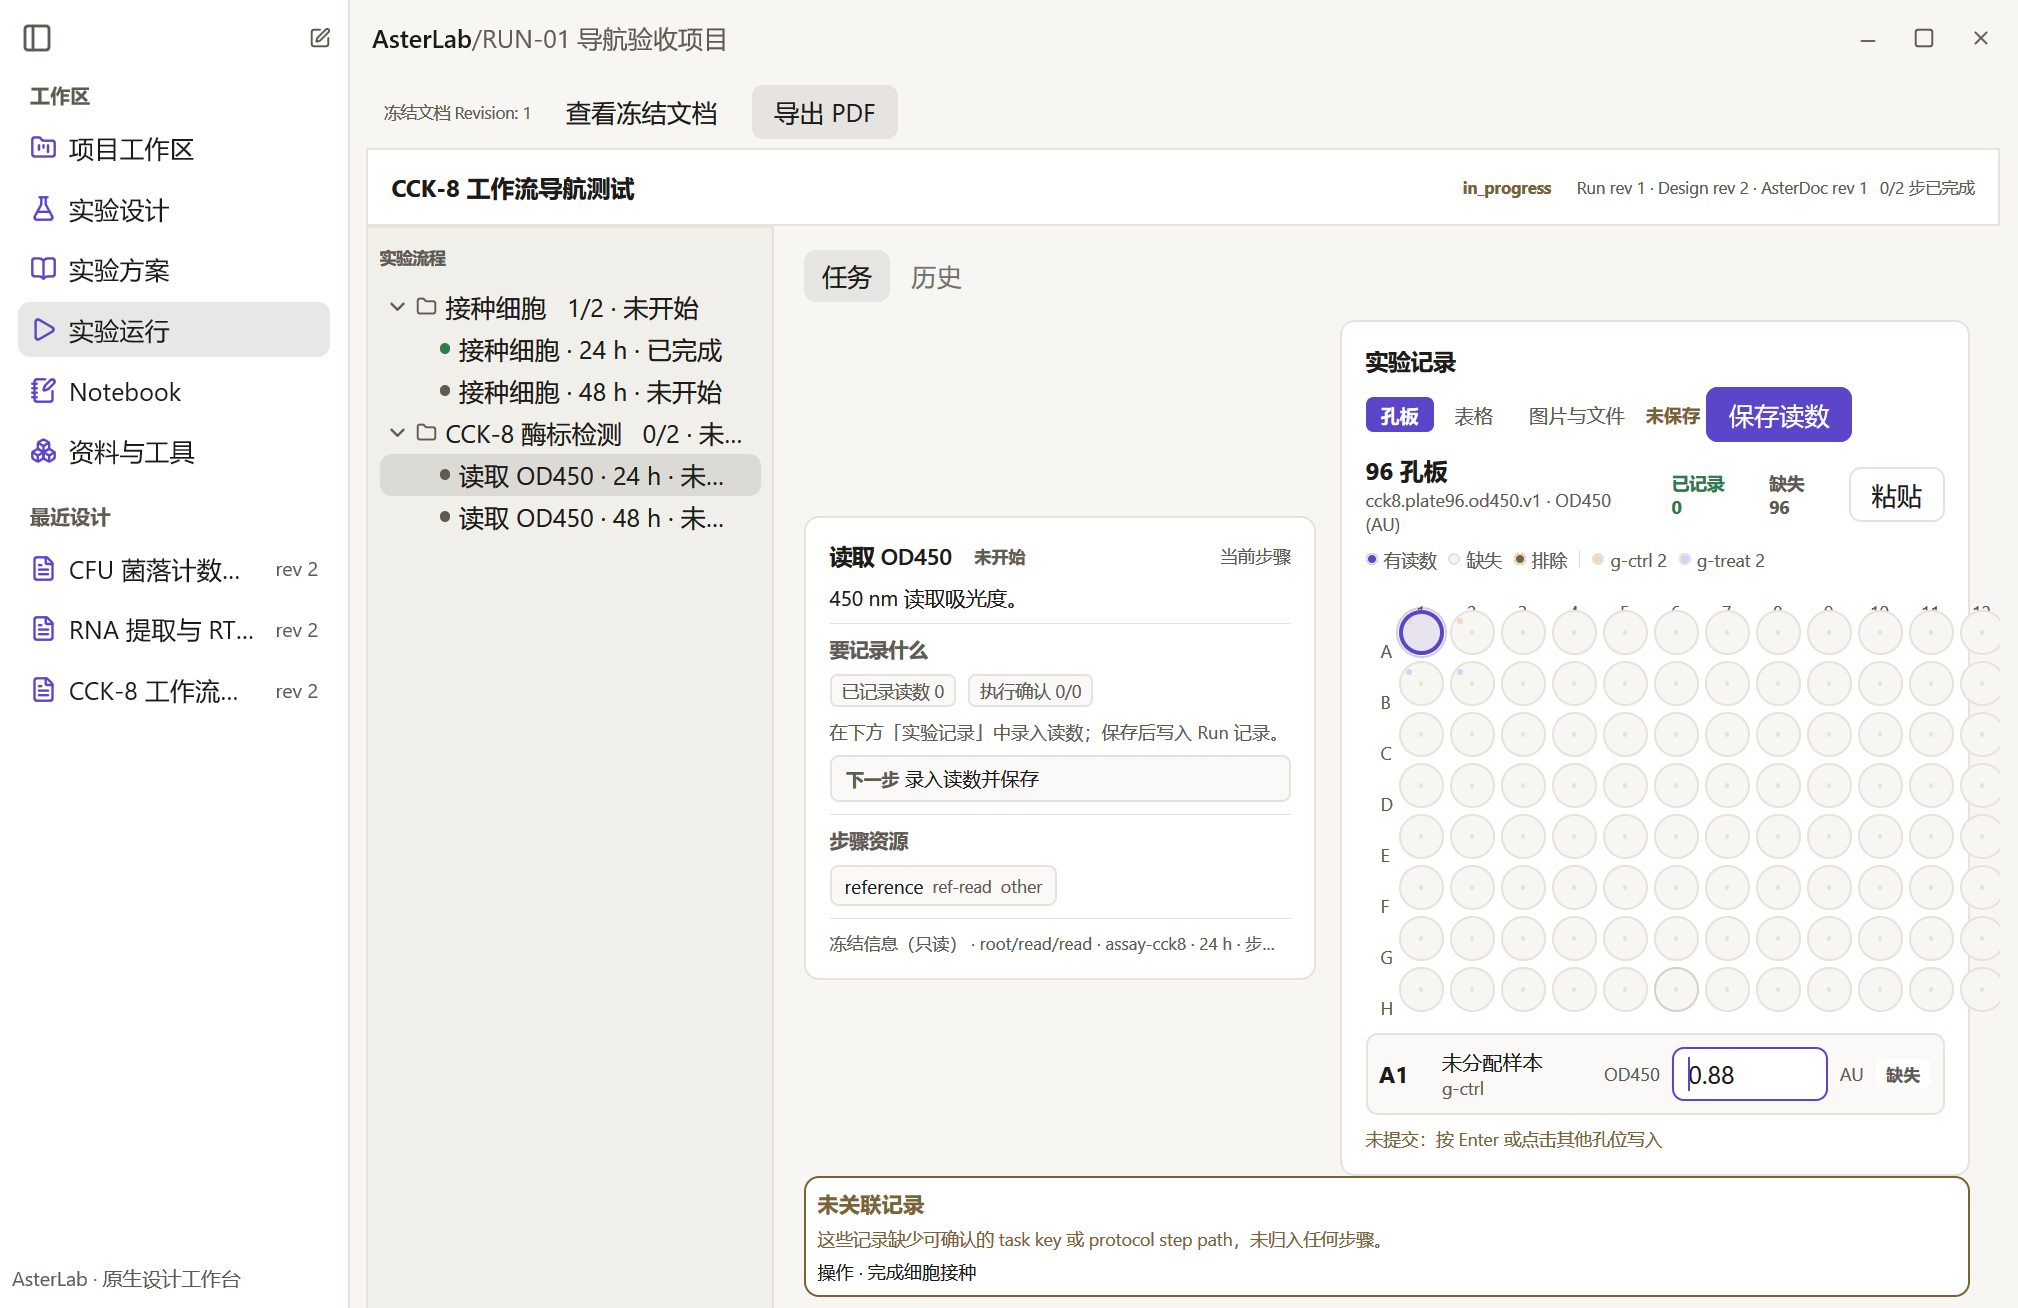 AsterLab/RUN-01 导航验收项目
工作区
项目工作区
实验设计
实验方案
实验运行
Notebook
资料与工具
最近设计
CFU 菌落计数... rev 2
RNA 提取与 RT... rev 2
CCK-8 工作流... rev 2
AsterLab · 原生设计工作台
冻结文档 Revision: 1 查看冻结文档 导出 PDF
CCK-8 工作流导航测试 in_progress Run rev 1 · Design rev 2 · AsterDoc rev 1 0/2 步已完成
实验流程
接种细胞 1/2 · 未开始
接种细胞 · 24 h · 已完成
接种细胞 · 48 h · 未开始
CCK-8 酶标检测 0/2 · 未...
读取 OD450 · 24 h · 未...
读取 OD450 · 48 h · 未...
任务 历史
读取 OD450 未开始 当前步骤
450 nm 读取吸光度。
要记录什么
已记录读数 0 执行确认 0/0
在下方「实验记录」中录入读数；保存后写入 Run 记录。
下一步 录入读数并保存
步骤资源
reference ref-read other
冻结信息（只读） · root/read/read · assay-cck8 · 24 h · 步...
实验记录
孔板 表格 图片与文件 未保存 保存读数
96 孔板
cck8.plate96.od450.v1 · OD450
(AU)
已记录 缺失
0 96
粘贴
有读数 缺失 排除 g-ctrl 2 g-treat 2
1 2 3 4 5 6 7 8 9 10 11 12
A
B
C
D
E
F
G
H
A1 未分配样本 OD450 0.88 AU 缺失
g-ctrl
未提交：按 Enter 或点击其他孔位写入
未关联记录
这些记录缺少可确认的 task key 或 protocol step path，未归入任何步骤。
操作 · 完成细胞接种